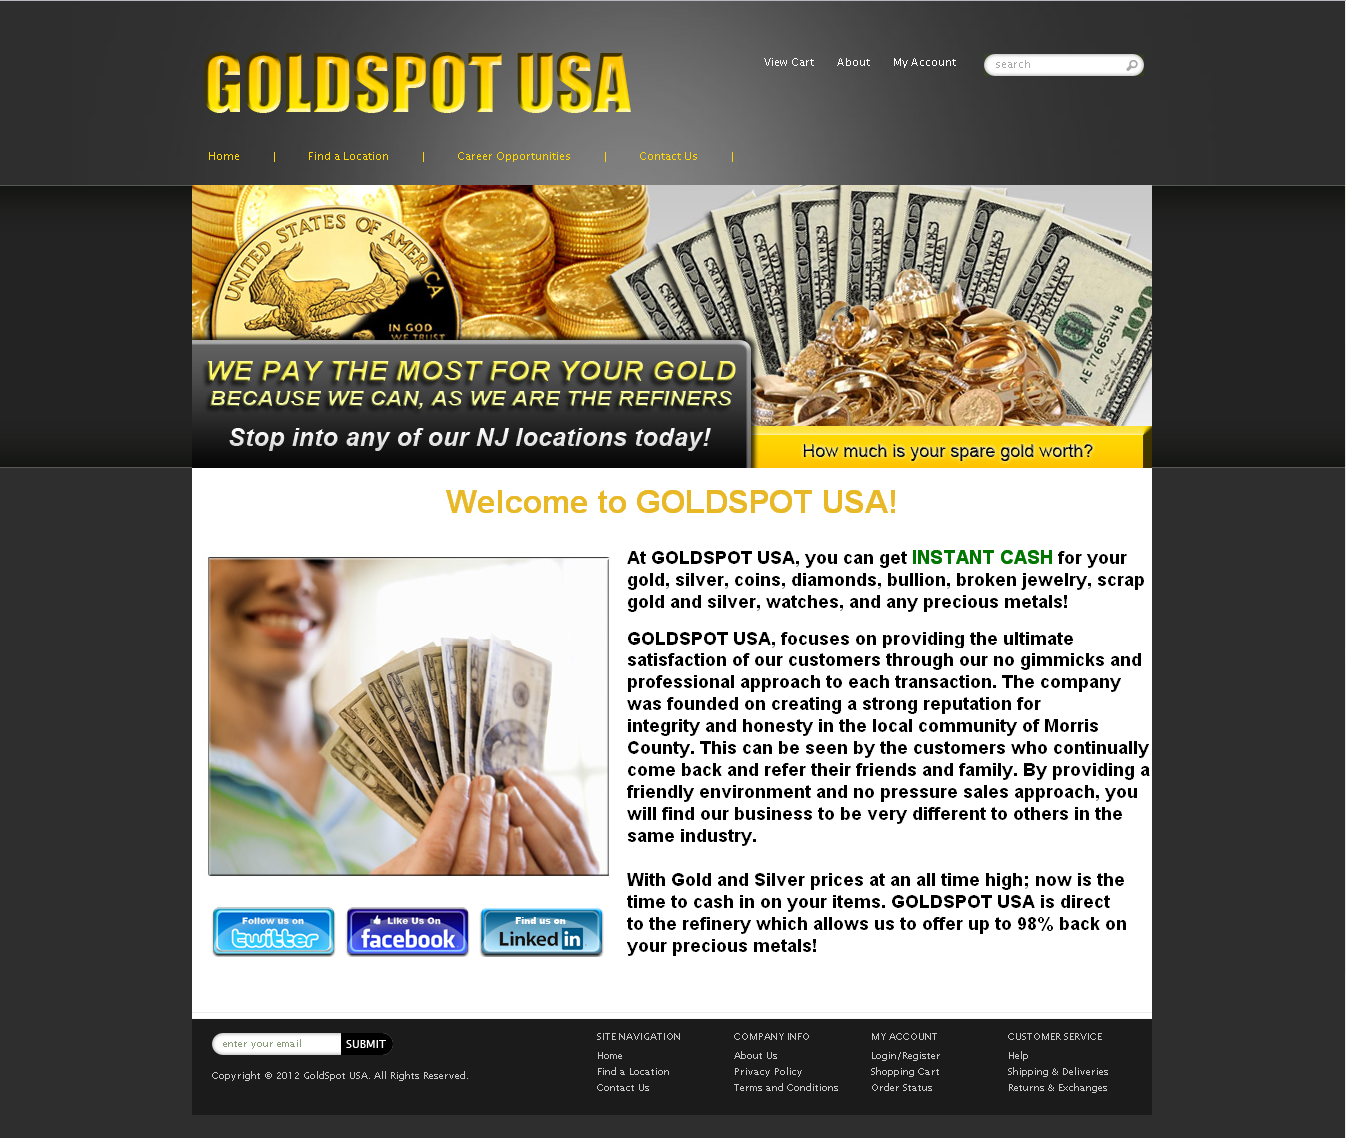 GOLDSPOT USA
View Cart
About
My Account
search
Home | Find a Location | Career Opportunities | Contact Us |
UNITED STATES OF AMERICA
IN GOD
WE TRUST
100
WE PAY THE MOST FOR YOUR GOLD
BECAUSE WE CAN, AS WE ARE THE REFINERS
Stop into any of our NJ locations today!
How much is your spare gold worth?
Welcome to GOLDSPOT USA!
At GOLDSPOT USA, you can get INSTANT CASH for your
gold, silver, coins, diamonds, bullion, broken jewelry, scrap
gold and silver, watches, and any precious metals!
GOLDSPOT USA, focuses on providing the ultimate
satisfaction of our customers through our no gimmicks and
professional approach to each transaction. The company
was founded on creating a strong reputation for
integrity and honesty in the local community of Morris
County. This can be seen by the customers who continually
come back and refer their friends and family. By providing a
friendly environment and no pressure sales approach, you
will find our business to be very different to others in the
same industry.
With Gold and Silver prices at an all time high; now is the
time to cash in on your items. GOLDSPOT USA is direct
to the refinery which allows us to offer up to 98% back on
your precious metals!
Follow us on
twitter
Like Us On
facebook
Find us on
Linked in
enter your email
SUBMIT
Copyright © 2012 GoldSpot USA. All Rights Reserved.
SITE NAVIGATION
Home
Find a Location
Contact Us
COMPANY INFO
About Us
Privacy Policy
Terms and Conditions
MY ACCOUNT
Login/Register
Shopping Cart
Order Status
CUSTOMER SERVICE
Help
Shipping & Deliveries
Returns & Exchanges